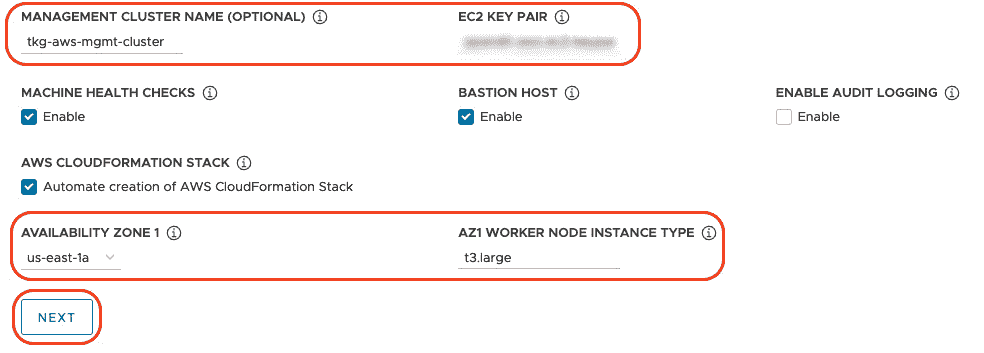 MANAGEMENT CLUSTER NAME (OPTIONAL) EC2 KEY PAIR
tkg-aws-mgmt-cluster
MACHINE HEALTH CHECKS BASTION HOST ENABLE AUDIT LOGGING
Enable Enable Enable
AWS CLOUDFORMATION STACK
Automate creation of AWS CloudFormation Stack
AVAILABILITY ZONE 1 AZ1 WORKER NODE INSTANCE TYPE
us-east-1a t3.large
NEXT